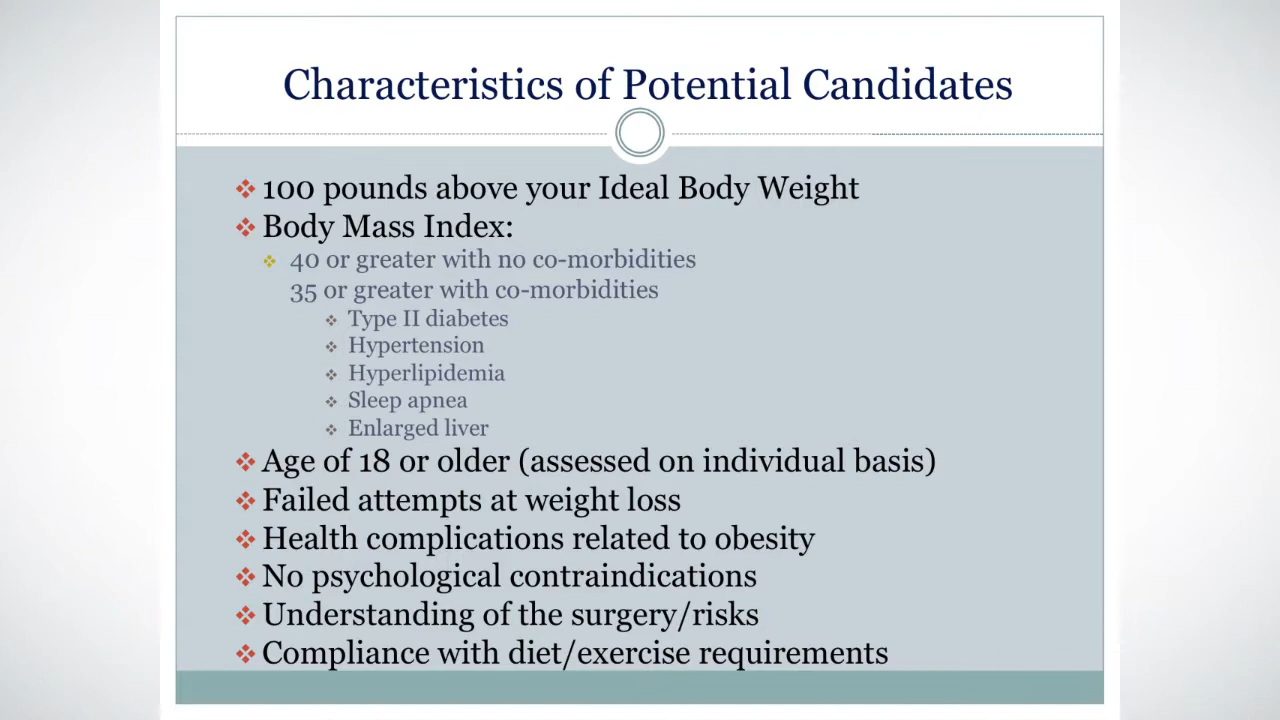 Characteristics of Potential Candidates
100 pounds above your Ideal Body Weight
Body Mass Index:
40 or greater with no co-morbidities
35 or greater with co-morbidities
Type II diabetes
Hypertension
Hyperlipidemia
Sleep apnea
Enlarged liver
Age of 18 or older (assessed on individual basis)
Failed attempts at weight loss
Health complications related to obesity
No psychological contraindications
Understanding of the surgery/risks
Compliance with diet/exercise requirements